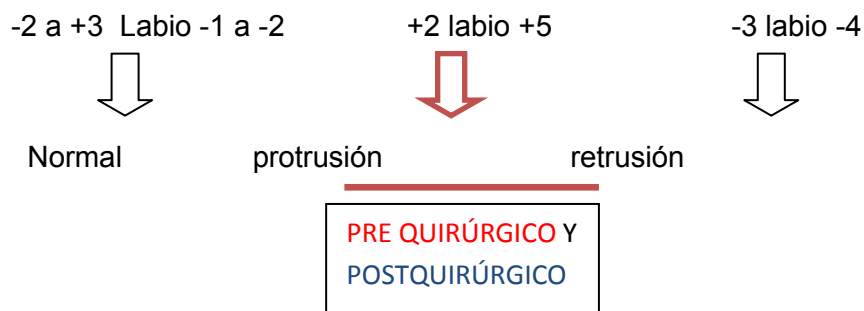 -2 a +3 Labio -1 a -2 +2 labio +5 -3 labio -4
Normal protrusión retrusión
PRE QUIRÚRGICO Y
POSTQUIRÚRGICO